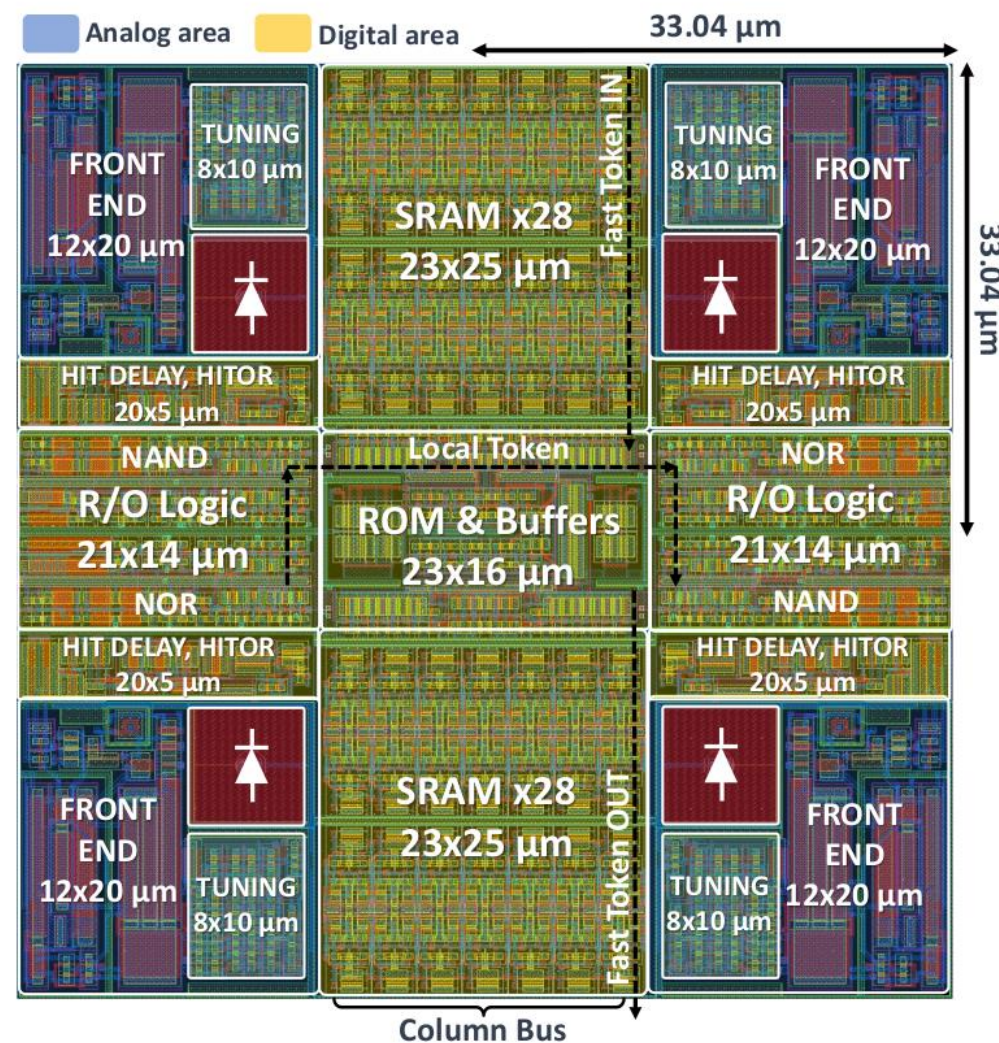 Analog area
Digital area
33.04 µm
33.04 µm
FRONT
END
12x20 µm
TUNING
8x10 µm
SRAM x28
23x25 µm
Fast Token IN
TUNING
8x10 µm
FRONT
END
12x20 µm
HIT DELAY, HITOR
20x5 µm
HIT DELAY, HITOR
20x5 µm
NAND
R/O Logic
21x14 µm
NOR
Local Token
ROM & Buffers
23x16 µm
NOR
R/O Logic
21x14 µm
NAND
HIT DELAY, HITOR
20x5 µm
HIT DELAY, HITOR
20x5 µm
FRONT
END
12x20 µm
TUNING
8x10 µm
SRAM x28
23x25 µm
Fast Token OUT
TUNING
8x10 µm
FRONT
END
12x20 µm
Column Bus